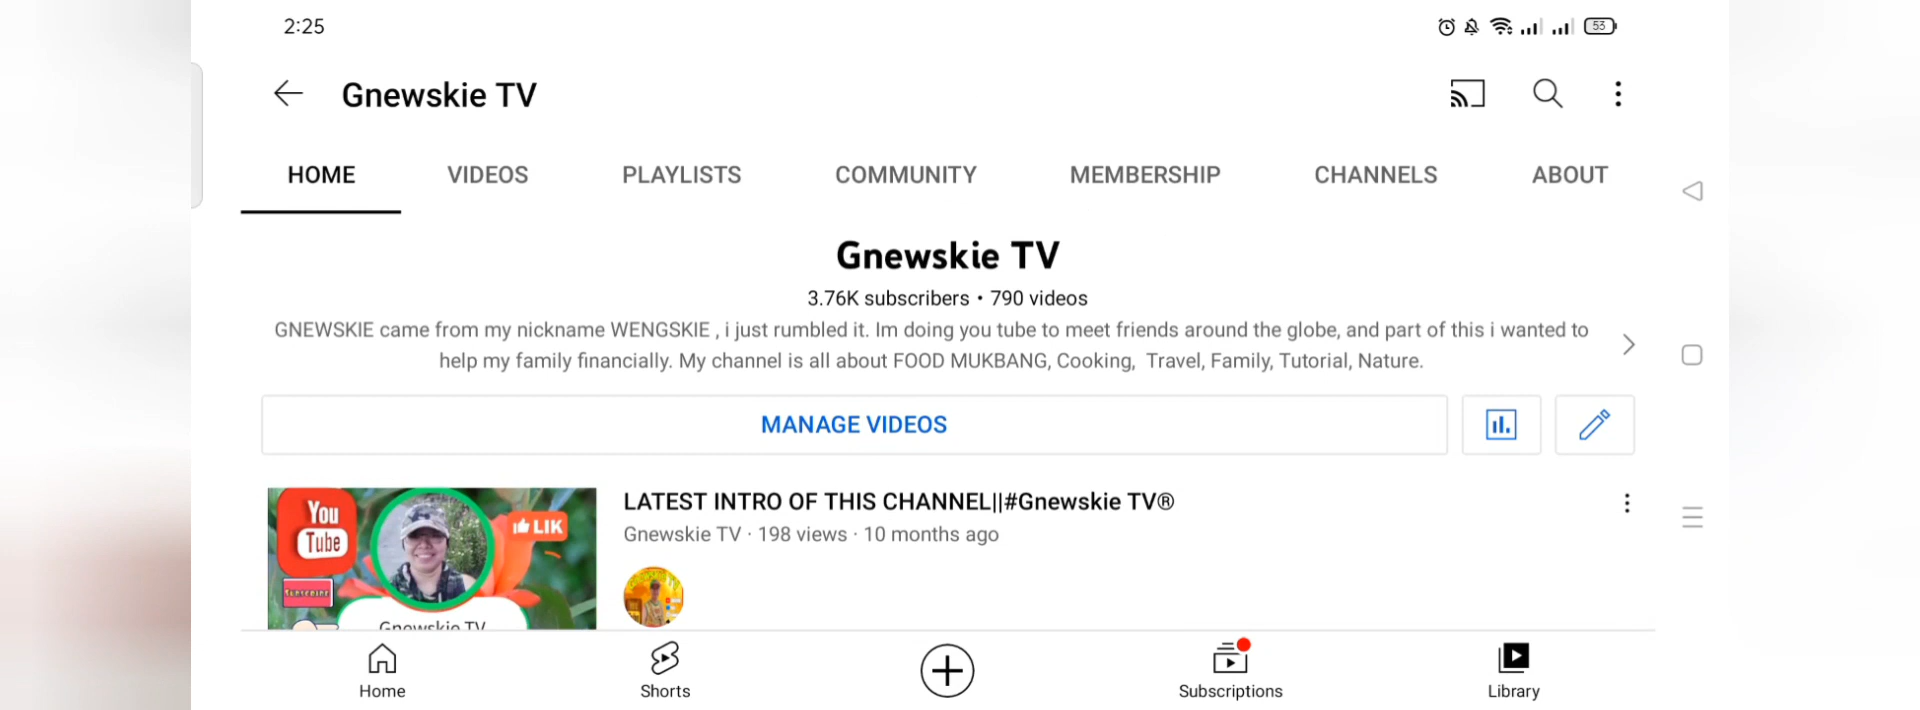 2:25
53
Gnewskie TV
HOME VIDEOS PLAYLISTS COMMUNITY MEMBERSHIP CHANNELS ABOUT
Gnewskie TV
3.76K subscribers • 790 videos
GNEWSKIE came from my nickname WENGSKIE , i just rumbled it. Im doing you tube to meet friends around the globe, and part of this i wanted to
help my family financially. My channel is all about FOOD MUKBANG, Cooking, Travel, Family, Tutorial, Nature.
MANAGE VIDEOS
You
Tube
LIK
Subscribe
Gnewskie TV
LATEST INTRO OF THIS CHANNEL||#Gnewskie TV®
Gnewskie TV · 198 views · 10 months ago
Home Shorts Subscriptions Library